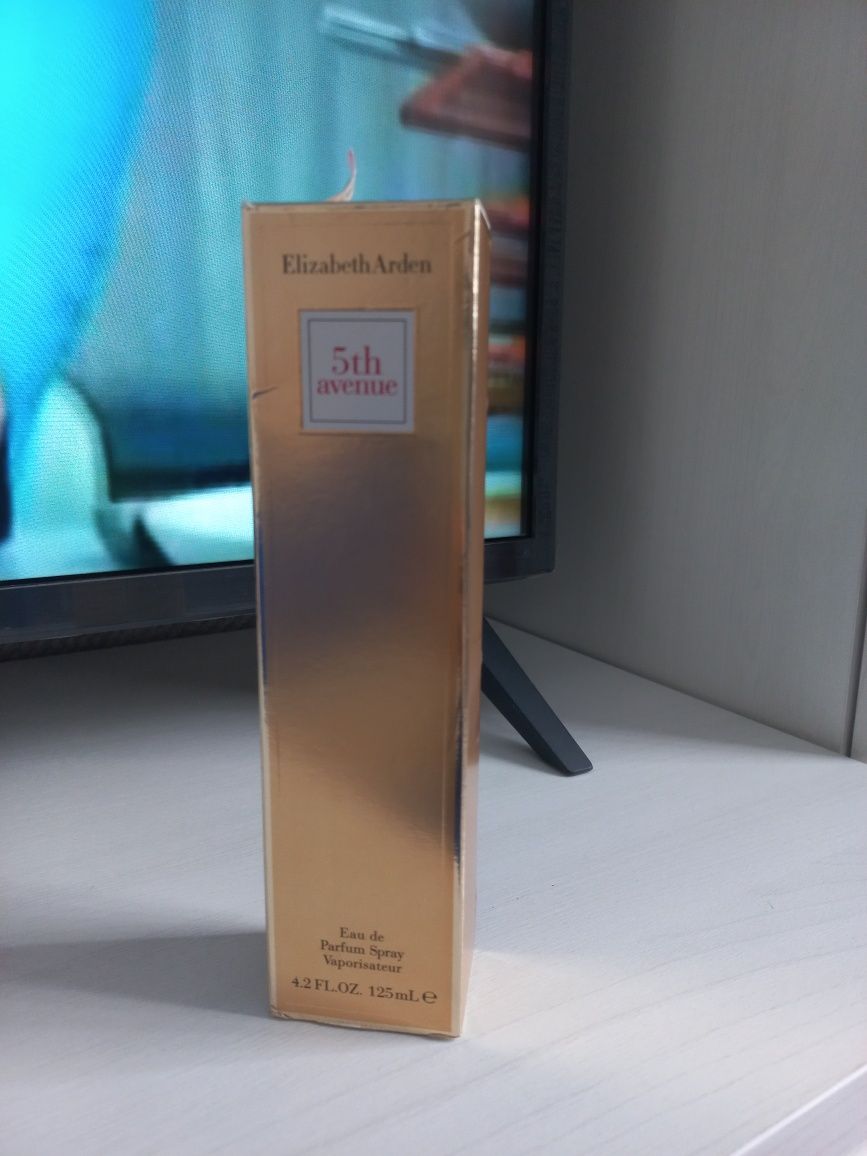 Elizabeth Arden
5th
avenue
Eau de
Parfum Spray
Vaporisateur
4.2 FL.OZ. 125mL℮